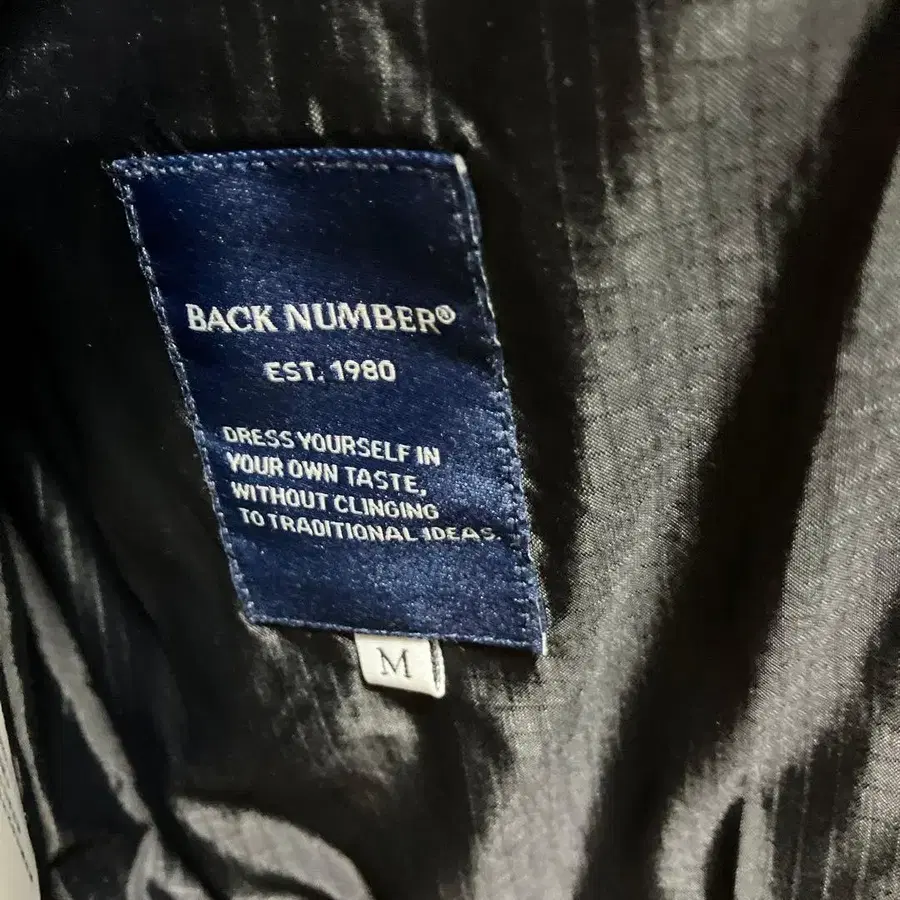 BACK NUMBER®
EST. 1980
DRESS YOURSELF IN
YOUR OWN TASTE,
WITHOUT CLINGING
TO TRADITIONAL IDEAS.
M